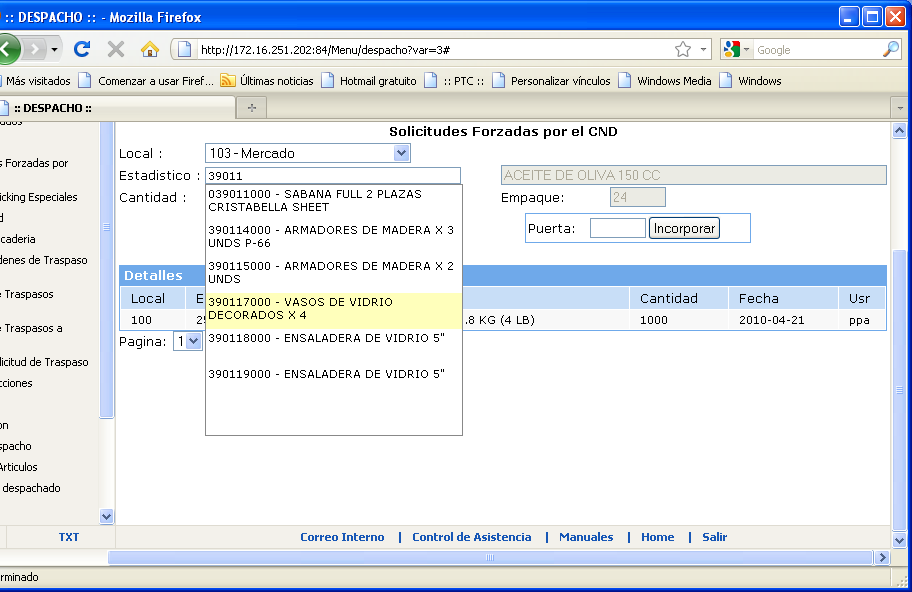 :: DESPACHO :: - Mozilla Firefox
http://172.16.251.202:84/Menu/despacho?var=3#
Google
Más visitados
Comenzar a usar Firef...
Últimas noticias
Hotmail gratuito
:: PTC ::
Personalizar vínculos
Windows Media
Windows
:: DESPACHO ::
s Forzadas por
icking Especiales
d
caderia
denes de Traspaso
e Traspasos
e Traspasos a
licitud de Traspaso
cciones
on
spacho
Articulos
despachado
TXT
Solicitudes Forzadas por el CND
Local :
103 - Mercado
Estadistico :
39011
ACEITE DE OLIVA 150 CC
Cantidad :
Empaque:
24
Puerta:
Incorporar
039011000 - SABANA FULL 2 PLAZAS
CRISTABELLA SHEET
390114000 - ARMADORES DE MADERA X 3
UNDS P-66
390115000 - ARMADORES DE MADERA X 2
UNDS
390117000 - VASOS DE VIDRIO
DECORADOS X 4
390118000 - ENSALADERA DE VIDRIO 5"
390119000 - ENSALADERA DE VIDRIO 5"
Detalles
Local
E
Cantidad
Fecha
Usr
100
.8 KG (4 LB)
1000
2010-04-21
ppa
Pagina:
1
Correo Interno | Control de Asistencia | Manuales | Home | Salir
rminado